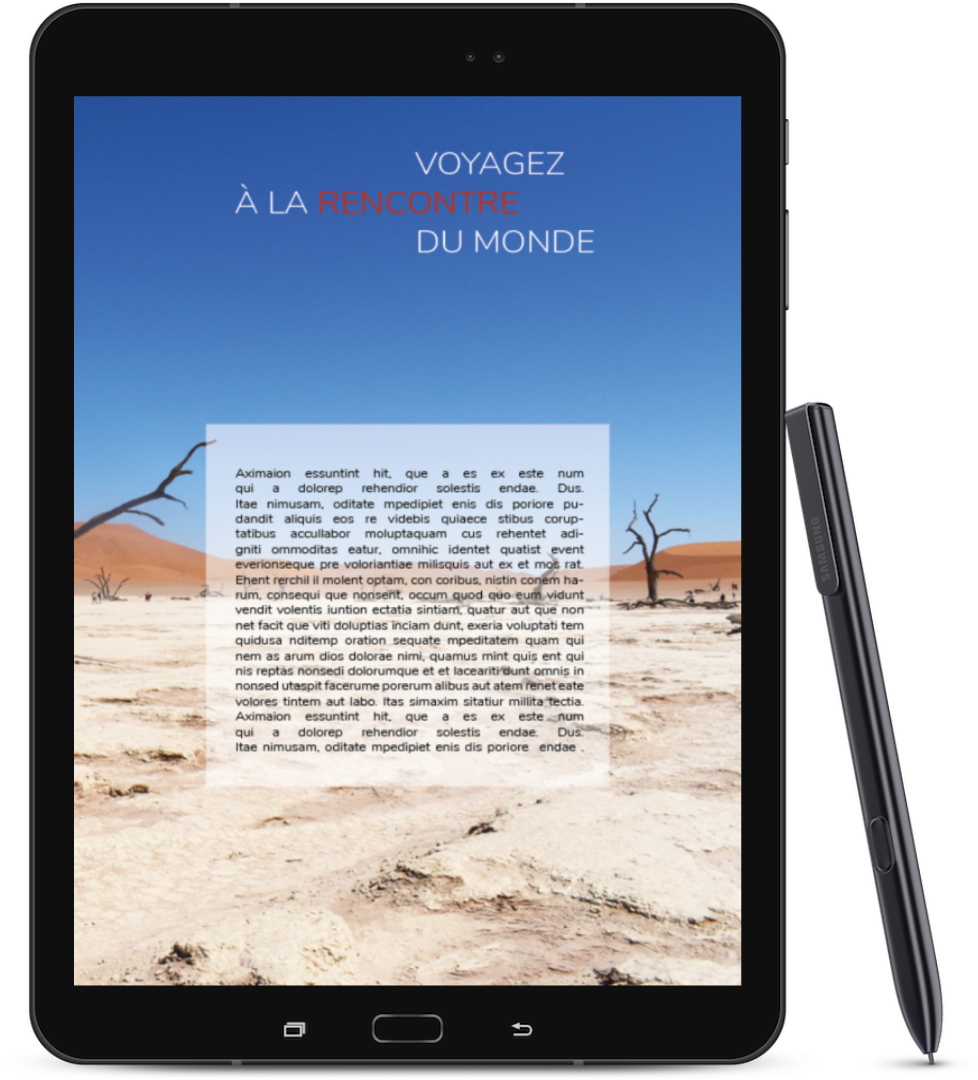 VOYAGEZ
À LA RENCONTRE
DU MONDE
Aximaion essuntint hit, que a es ex este num
qui a dolorep rehendior solestis endae. Dus.
Itae nimusam, oditate mpedipiet enis dis poriore pu-
dandit aliquis eos re videbis quiaece stibus corup-
tatibus accullabor moluptaquam cus rehentet adi-
gniti ommoditas eatur, omnihic identet quatist event
everionseque pre voloriantiae milisquis aut ex et mos rat.
Ehent rerchil il molent optam, con coribus, nistin conem ha-
rum, consequi que nonsent, occum quod quo eum vidunt
vendit volentis iuntion ectatia sintiam, quatur aut que non
net facit que viti doluptias inciam dunt, exeria voluptati tem
quidusa nditemp oration sequate mpeditatem quam qui
nem as arum dios dolorae nimi, quamus mint quis ent qui
nis reptas nonsedi dolorumque et et laceariti dunt omnis in
nonsed utaspit facerume porerum alibus aut atem renet eate
volores tintem aut labo. Itas simaxim sitatiur millita tectia.
Aximaion essuntint hit, que a es ex este num
qui a dolorep rehendior solestis endae. Dus.
Itae nimusam, oditate mpedipiet enis dis poriore endae .
SAMSUNG